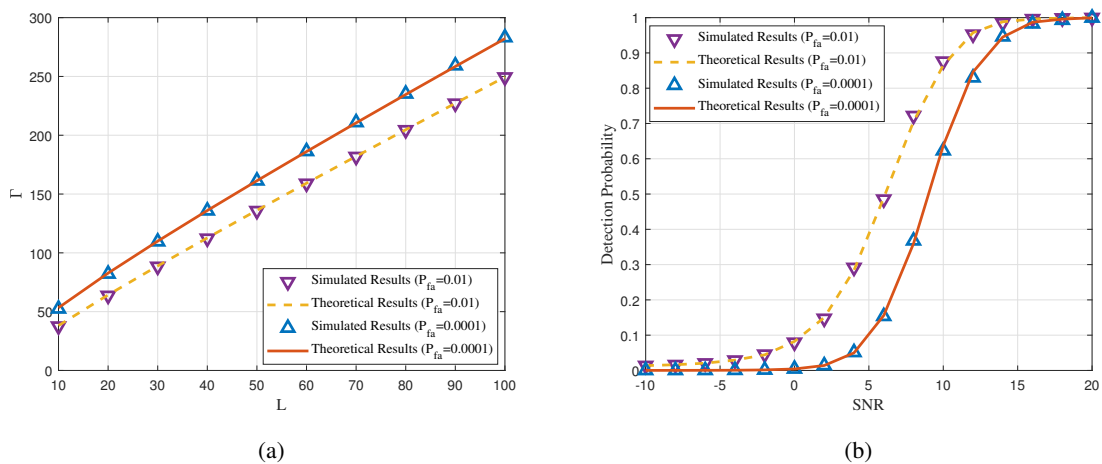 300
250
200
150
100
50
0
Γ
10 20 30 40 50 60 70 80 90 100
L
Simulated Results (P_fa=0.01)
Theoretical Results (P_fa=0.01)
Simulated Results (P_fa=0.0001)
Theoretical Results (P_fa=0.0001)
(a)
1
0.9
0.8
0.7
0.6
0.5
0.4
0.3
0.2
0.1
0
Detection Probability
-10 -5 0 5 10 15 20
SNR
Simulated Results (P_fa=0.01)
Theoretical Results (P_fa=0.01)
Simulated Results (P_fa=0.0001)
Theoretical Results (P_fa=0.0001)
(b)